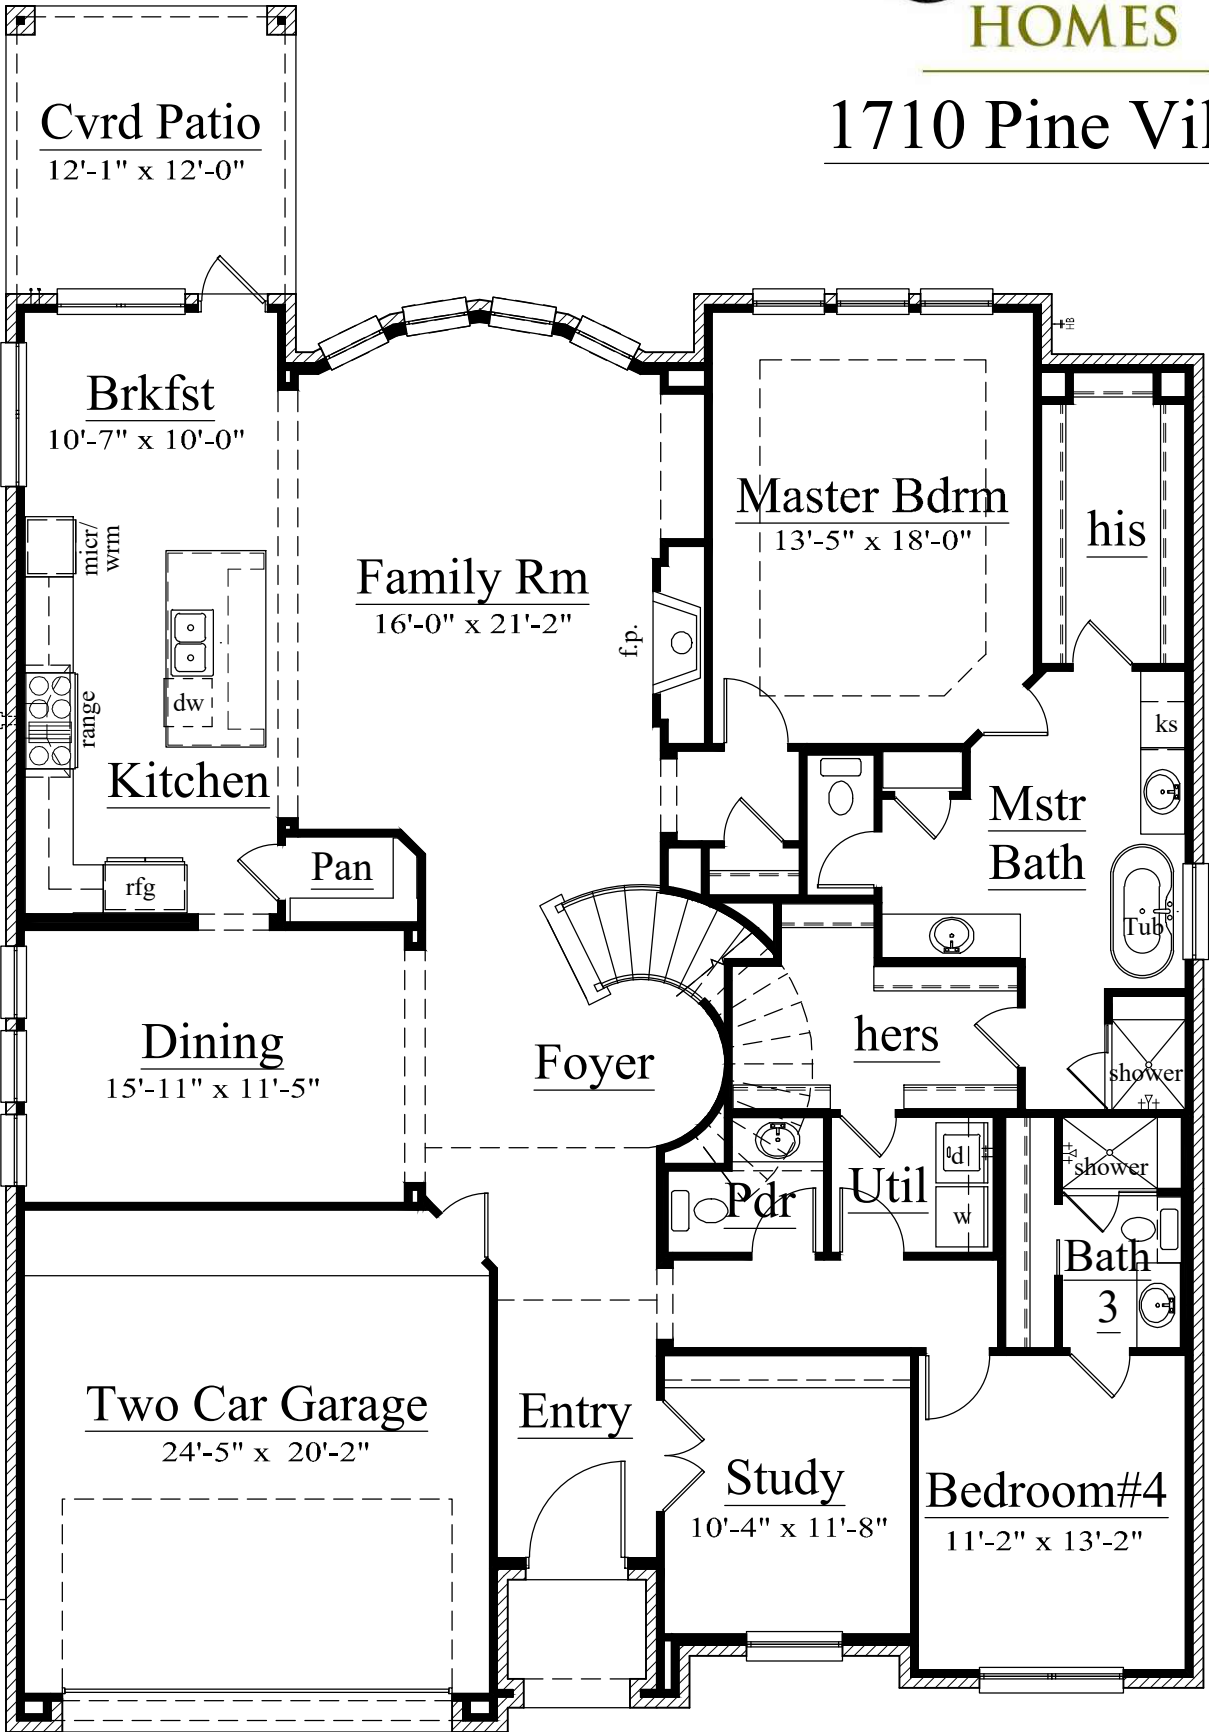 HOMES
1710 Pine
Cvrd Patio
12'-1" x 12'-0"
HB
Brkfst
10'-7" x 10'-0"
Master Bdrm
13'-5" x 18'-0"
his
micr/
wrm
Family Rm
16'-0" x 21'-2"
f.p.
range
dw
ks
Kitchen
Mstr
Bath
Pan
rfg
Tub
Dining
15'-11" x 11'-5"
Foyer
hers
shower
shower
d
Pdr
Util
w
Bath
3
Two Car Garage
24'-5" x 20'-2"
Entry
Study
10'-4" x 11'-8"
Bedroom#4
11'-2" x 13'-2"